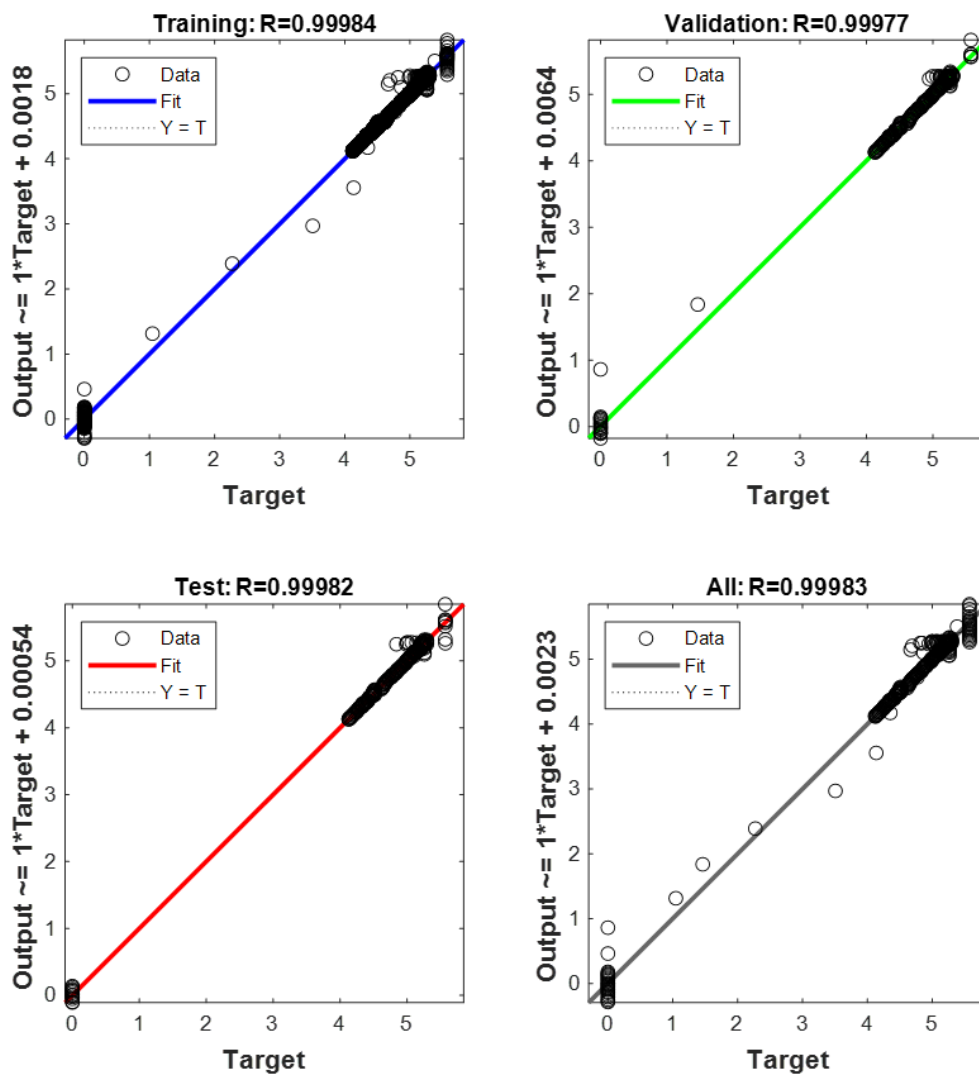 Training: R=0.99984
Output ~= 1*Target + 0.0018
Data
Fit
Y = T
5
4
3
2
1
0
0 1 2 3 4 5
Target
Validation: R=0.99977
Output ~= 1*Target + 0.0064
Data
Fit
Y = T
5
4
3
2
1
0
0 1 2 3 4 5
Target
Test: R=0.99982
Output ~= 1*Target + 0.00054
Data
Fit
Y = T
5
4
3
2
1
0
0 1 2 3 4 5
Target
All: R=0.99983
Output ~= 1*Target + 0.0023
Data
Fit
Y = T
5
4
3
2
1
0
0 1 2 3 4 5
Target